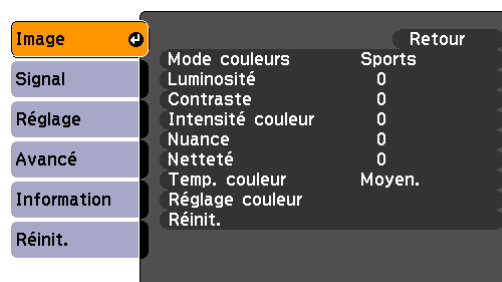 Image
Signal
Réglage
Avancé
Information
Réinit.
Retour
Mode couleurs Sports
Luminosité 0
Contraste 0
Intensité couleur 0
Nuance 0
Netteté 0
Temp. couleur Moyen.
Réglage couleur
Réinit.